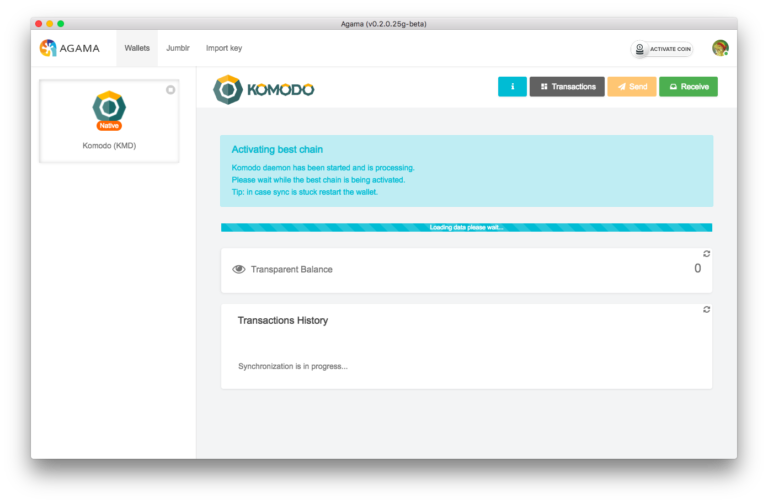 Agama (v0.2.0.25g-beta)
AGAMA
Wallets
Jumblr
Import key
ACTIVATE COIN
Native
Komodo (KMD)
KOMODO
i
Transactions
Send
Receive
Activating best chain
Komodo daemon has been started and is processing.
Please wait while the best chain is being activated.
Tip: in case sync is stuck restart the wallet.
Loading data please wait...
Transparent Balance
0
Transactions History
Synchronization is in progress...